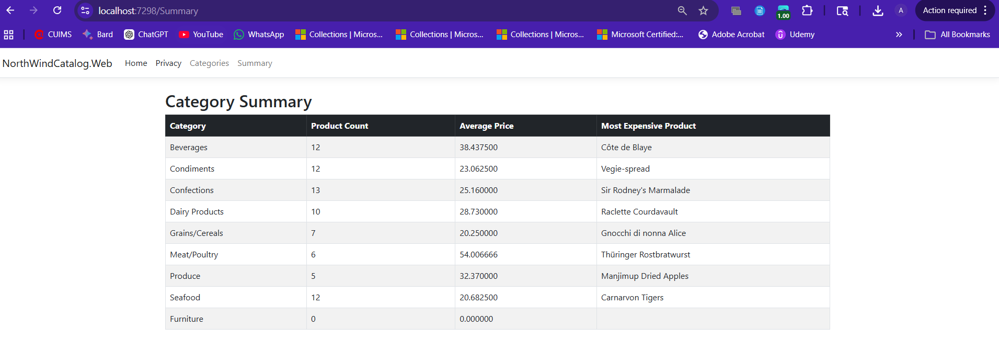 localhost:7298/Summary
1.00
A
Action required
CUIMS
Bard
ChatGPT
YouTube
WhatsApp
Collections | Micros...
Collections | Micros...
Collections | Micros...
Microsoft Certified:...
Adobe Acrobat
Udemy
All Bookmarks
NorthWindCatalog.Web Home Privacy Categories Summary
Category Summary
Category Product Count Average Price Most Expensive Product
Beverages 12 38.437500 Côte de Blaye
Condiments 12 23.062500 Vegie-spread
Confections 13 25.160000 Sir Rodney's Marmalade
Dairy Products 10 28.730000 Raclette Courdavault
Grains/Cereals 7 20.250000 Gnocchi di nonna Alice
Meat/Poultry 6 54.006666 Thüringer Rostbratwurst
Produce 5 32.370000 Manjimup Dried Apples
Seafood 12 20.682500 Carnarvon Tigers
Furniture 0 0.000000